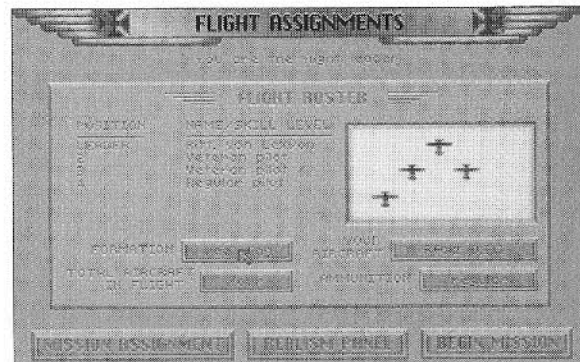 FLIGHT ASSIGNMENTS
You are the flight leader
FLIGHT ROSTER
POSITION NAME/SKILL LEVEL
LEADER
2 Veteran pilot
3 Veteran pilot
4 Regular pilot
FORMATION
YOUR AIRCRAFT
TOTAL AIRCRAFT IN FLIGHT
AMMUNITION
MISSION ASSIGNMENT REALISM PANEL BEGIN MISSION